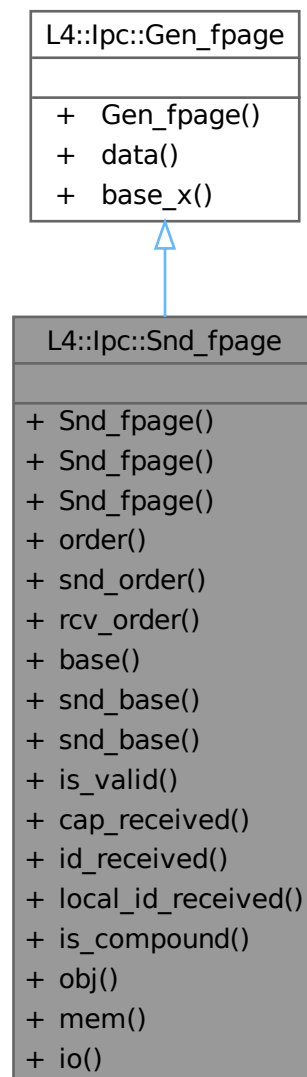 L4::Ipc::Gen_fpage
+ Gen_fpage()
+ data()
+ base_x()
L4::Ipc::Snd_fpage
+ Snd_fpage()
+ Snd_fpage()
+ Snd_fpage()
+ order()
+ snd_order()
+ rcv_order()
+ base()
+ snd_base()
+ snd_base()
+ is_valid()
+ cap_received()
+ id_received()
+ local_id_received()
+ is_compound()
+ obj()
+ mem()
+ io()